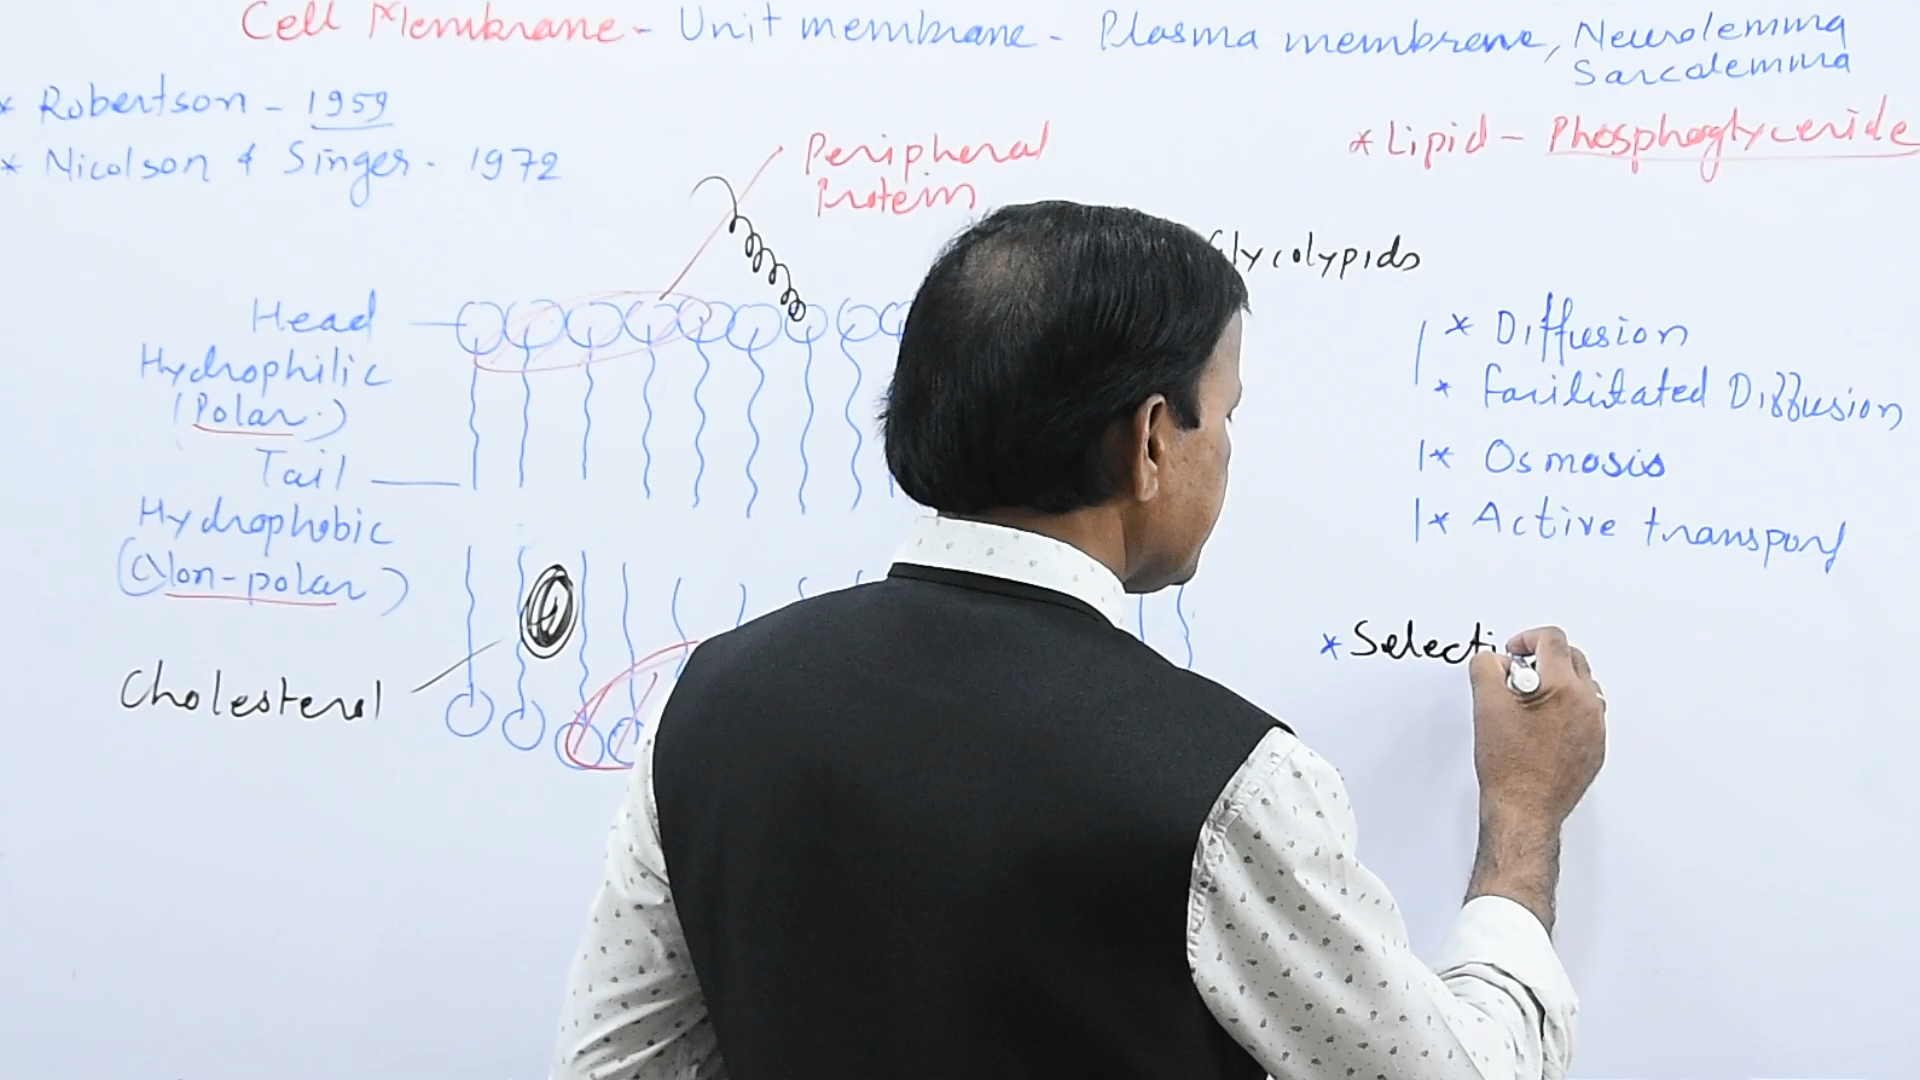 Cell Membrane - Unit membrane - Plasma membrane, Neurolemma
Sarcolemma
* Robertson - 1959
* Nicolson & Singer - 1972
Peripheral
Protein
* Lipid - Phosphoglyceride
Glycolypids
Head
Hydrophilic
(Polar.)
Tail
Hydrophobic
(Non-polar)
Cholesterol
* Diffusion
* Facilitated Diffusion
* Osmosis
* Active transport
* Selecti